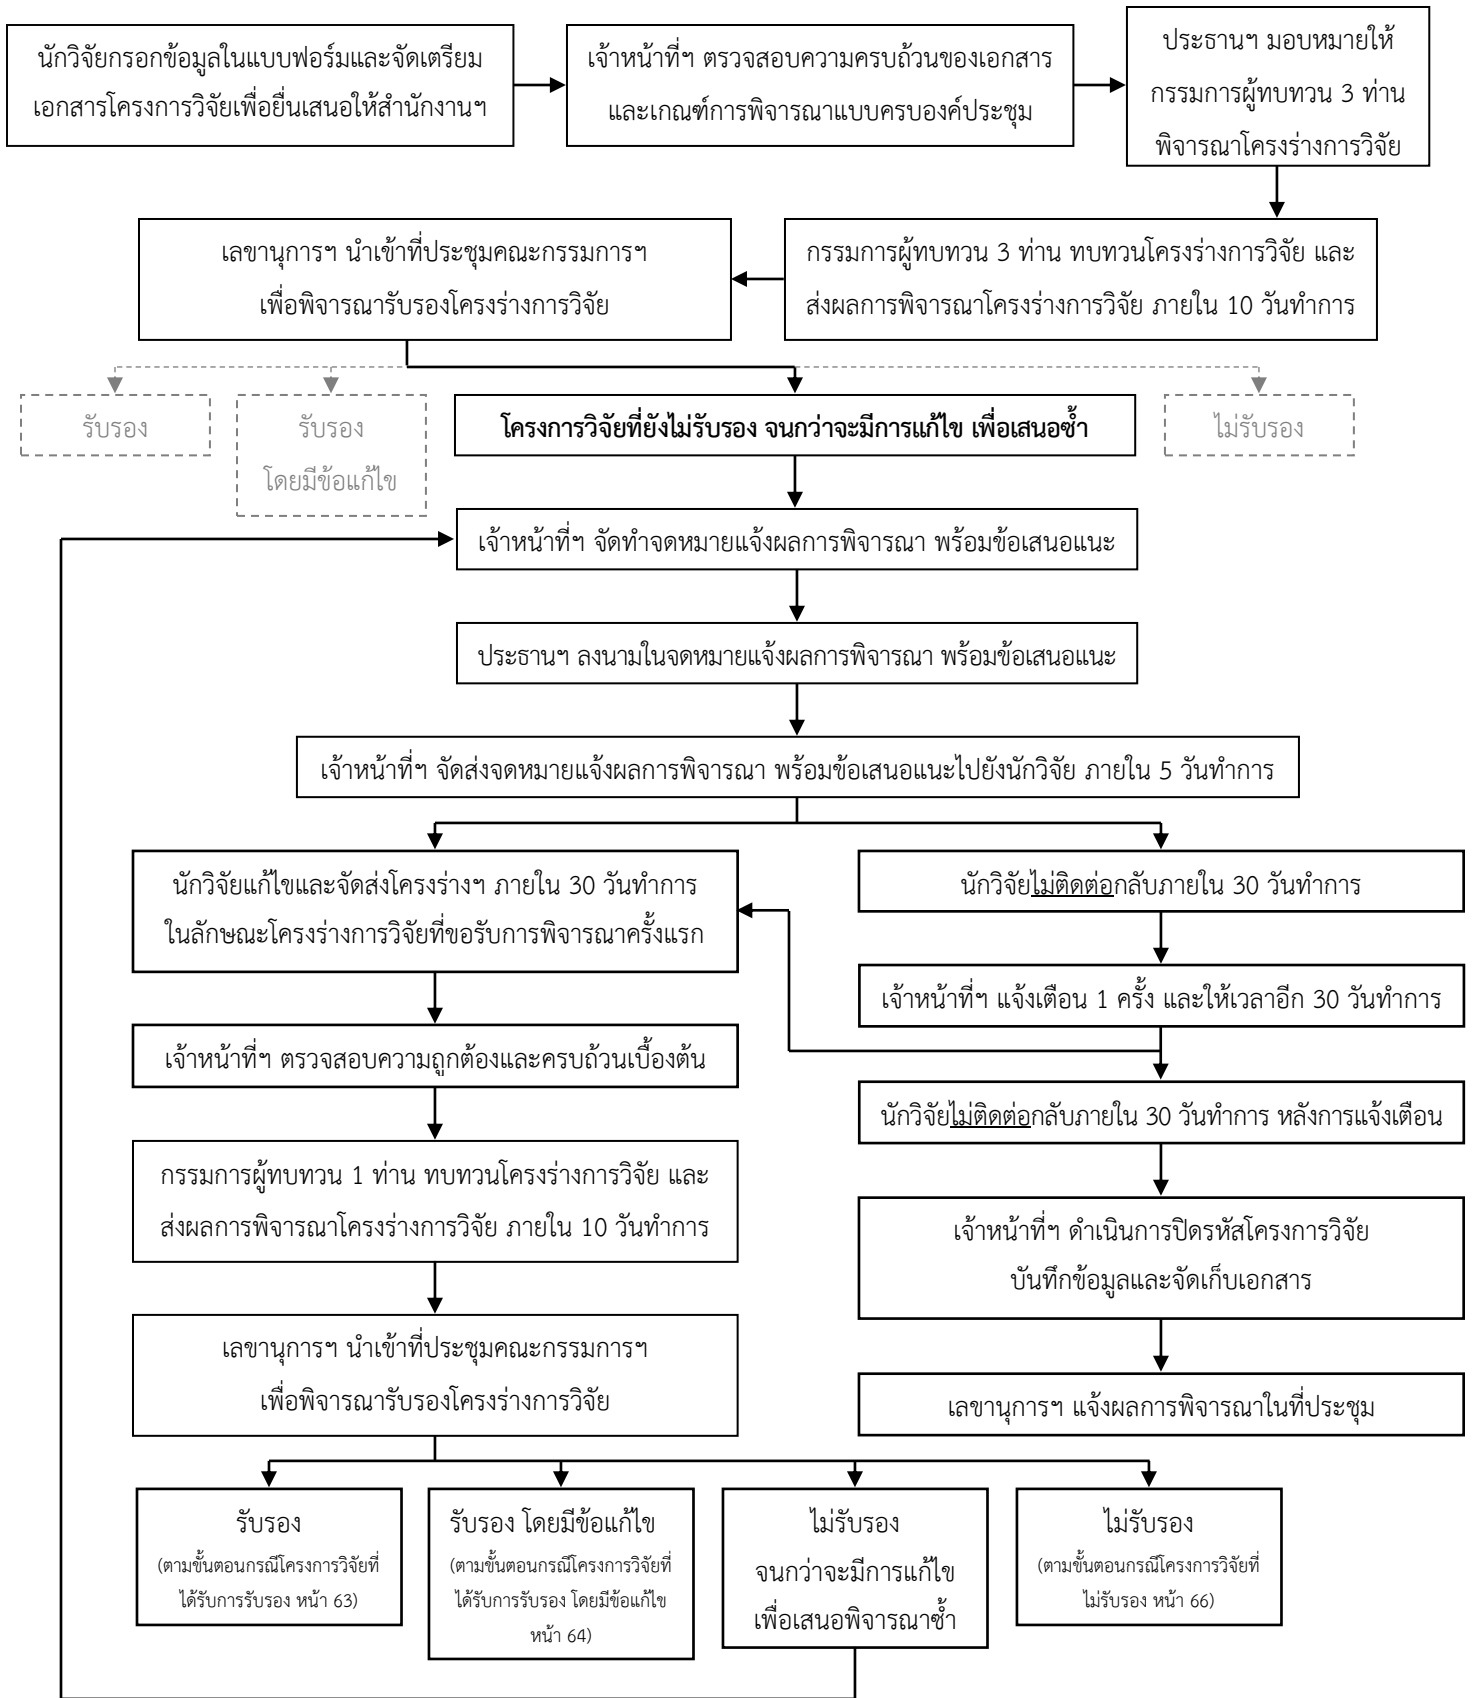 นักวิจัยกรอกข้อมูลในแบบฟอร์มและจัดเตรียม
เอกสารโครงการวิจัยเพื่อยื่นเสนอให้สำนักงานฯ
เจ้าหน้าที่ฯ ตรวจสอบความครบถ้วนของเอกสาร
และเกณฑ์การพิจารณาแบบครบองค์ประชุม
ประธานฯ มอบหมายให้
กรรมการผู้ทบทวน 3 ท่าน
พิจารณาโครงร่างการวิจัย
เลขานุการฯ นำเข้าที่ประชุมคณะกรรมการฯ
เพื่อพิจารณารับรองโครงร่างการวิจัย
กรรมการผู้ทบทวน 3 ท่าน ทบทวนโครงร่างการวิจัย และ
ส่งผลการพิจารณาโครงร่างการวิจัย ภายใน 10 วันทำการ
รับรอง
รับรอง
โดยมีข้อแก้ไข
โครงการวิจัยที่ยังไม่รับรอง จนกว่าจะมีการแก้ไข เพื่อเสนอซ้ำ
ไม่รับรอง
เจ้าหน้าที่ฯ จัดทำจดหมายแจ้งผลการพิจารณา พร้อมข้อเสนอแนะ
ประธานฯ ลงนามในจดหมายแจ้งผลการพิจารณา พร้อมข้อเสนอแนะ
เจ้าหน้าที่ฯ จัดส่งจดหมายแจ้งผลการพิจารณา พร้อมข้อเสนอแนะไปยังนักวิจัย ภายใน 5 วันทำการ
นักวิจัยแก้ไขและจัดส่งโครงร่างฯ ภายใน 30 วันทำการ
ในลักษณะโครงร่างการวิจัยที่ขอรับการพิจารณาครั้งแรก
นักวิจัยไม่ติดต่อกลับภายใน 30 วันทำการ
เจ้าหน้าที่ฯ แจ้งเตือน 1 ครั้ง และให้เวลาอีก 30 วันทำการ
เจ้าหน้าที่ฯ ตรวจสอบความถูกต้องและครบถ้วนเบื้องต้น
นักวิจัยไม่ติดต่อกลับภายใน 30 วันทำการ หลังการแจ้งเตือน
กรรมการผู้ทบทวน 1 ท่าน ทบทวนโครงร่างการวิจัย และ
ส่งผลการพิจารณาโครงร่างการวิจัย ภายใน 10 วันทำการ
เจ้าหน้าที่ฯ ดำเนินการปิดรหัสโครงการวิจัย
บันทึกข้อมูลและจัดเก็บเอกสาร
เลขานุการฯ นำเข้าที่ประชุมคณะกรรมการฯ
เพื่อพิจารณารับรองโครงร่างการวิจัย
เลขานุการฯ แจ้งผลการพิจารณาในที่ประชุม
รับรอง
(ตามขั้นตอนกรณีโครงการวิจัยที่
ได้รับการรับรอง หน้า 63)
รับรอง โดยมีข้อแก้ไข
(ตามขั้นตอนกรณีโครงการวิจัยที่
ได้รับการรับรอง โดยมีข้อแก้ไข
หน้า 64)
ไม่รับรอง
จนกว่าจะมีการแก้ไข
เพื่อเสนอพิจารณาซ้ำ
ไม่รับรอง
(ตามขั้นตอนกรณีโครงการวิจัยที่
ไม่รับรอง หน้า 66)